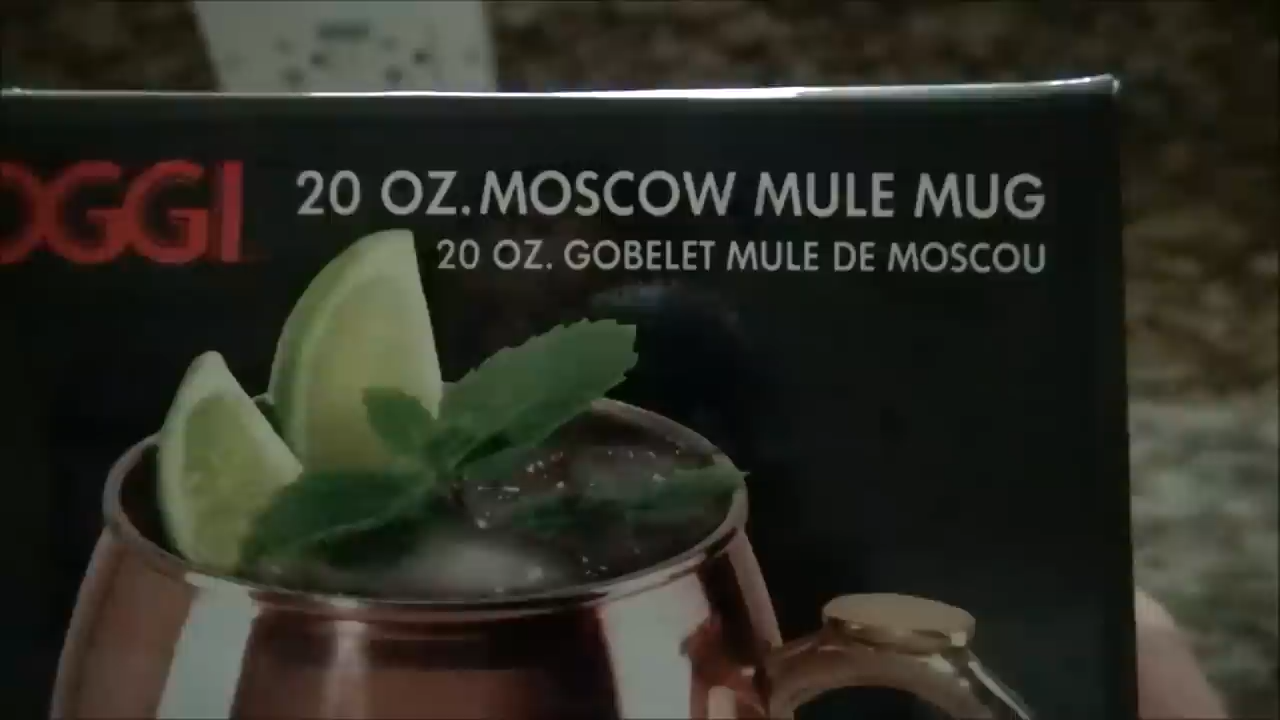 OGGI
20 OZ. MOSCOW MULE MUG
20 OZ. GOBELET MULE DE MOSCOU